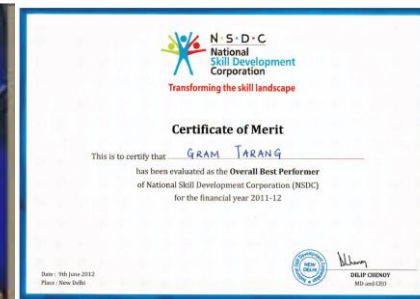 N·S·D·C
National
Skill Development
Corporation
Transforming the skill landscape
Certificate of Merit
This is to certify that GRAM TARANG
has been evaluated as the Overall Best Performer
of National Skill Development Corporation (NSDC)
for the financial year 2011-12
Date : 9th June 2012
Place : New Delhi
NEW
DELHI
DILIP CHENOY
MD and CEO